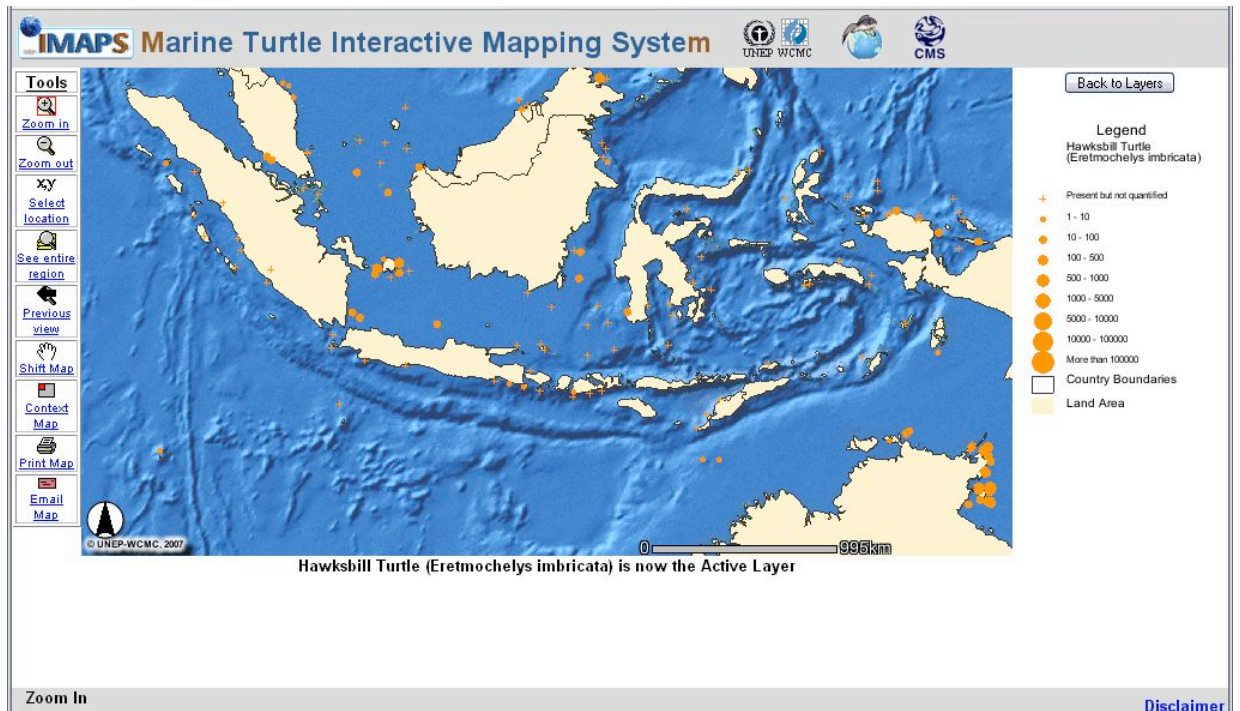 IMAPS Marine Turtle Interactive Mapping System
UNEP WCMC
CMS
Tools
Zoom in
Zoom out
x,y
Select
location
See entire
region
Previous
view
Shift Map
Context
Map
Print Map
Email
Map
© UNEP-WCMC, 2007
0 995km
Hawksbill Turtle (Eretmochelys imbricata) is now the Active Layer
Back to Layers
Legend
Hawksbill Turtle
(Eretmochelys imbricata)
Present but not quantified
1 - 10
10 - 100
100 - 500
500 - 1000
1000 - 5000
5000 - 10000
10000 - 100000
More than 100000
Country Boundaries
Land Area
Zoom In
Disclaimer